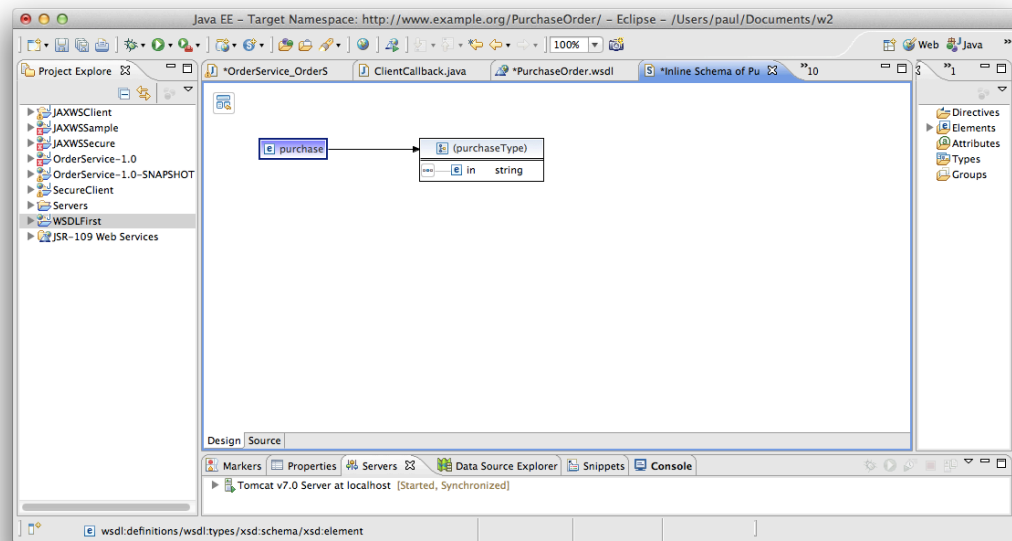 Java EE – Target Namespace: http://www.example.org/PurchaseOrder/ – Eclipse – /Users/paul/Documents/w2
100%
Web
Java
»
Project Explore
*OrderService_OrderS
ClientCallback.java
*PurchaseOrder.wsdl
*Inline Schema of Pu
»10
»1
JAXWSClient
JAXWSSample
JAXWSSecure
OrderService-1.0
OrderService-1.0-SNAPSHOT
SecureClient
Servers
WSDLFirst
JSR-109 Web Services
e purchase
(purchaseType)
e in string
Directives
Elements
Attributes
Types
Groups
Design Source
Markers Properties Servers Data Source Explorer Snippets Console
Tomcat v7.0 Server at localhost [Started, Synchronized]
e wsdl:definitions/wsdl:types/xsd:schema/xsd:element